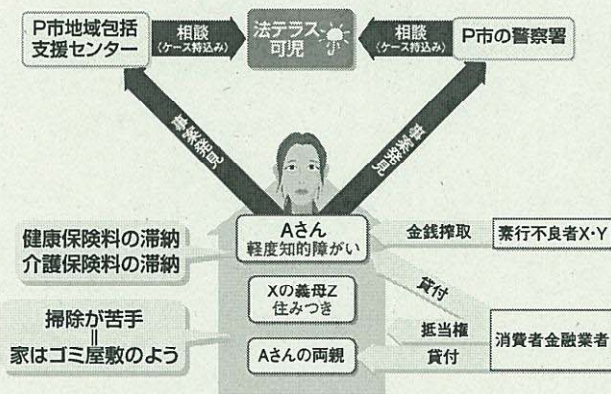 P市地域包括
支援センター
相談
(ケース持込み)
法テラス
可児
相談
(ケース持込み)
P市の警察署
事案発見
事案発見
Aさん
軽度知的障がい
健康保険料の滞納
介護保険料の滞納
金銭搾取
素行不良者X・Y
Xの義母Z
住みつき
貸付
掃除が苦手
=
家はゴミ屋敷のよう
抵当権
消費者金融業者
Aさんの両親
貸付